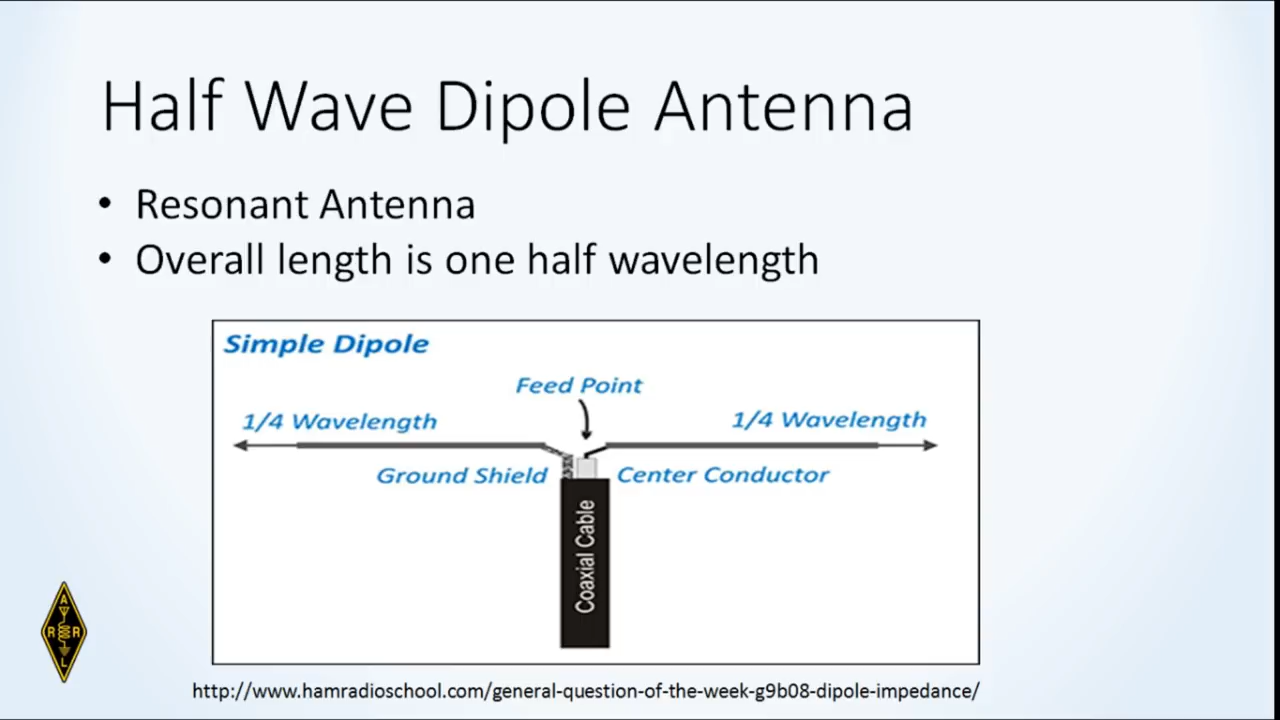 Half Wave Dipole Antenna
• Resonant Antenna
• Overall length is one half wavelength
Simple Dipole
Feed Point
1/4 Wavelength
1/4 Wavelength
Ground Shield
Center Conductor
Coaxial Cable
A
R R
L
http://www.hamradioschool.com/general-question-of-the-week-g9b08-dipole-impedance/